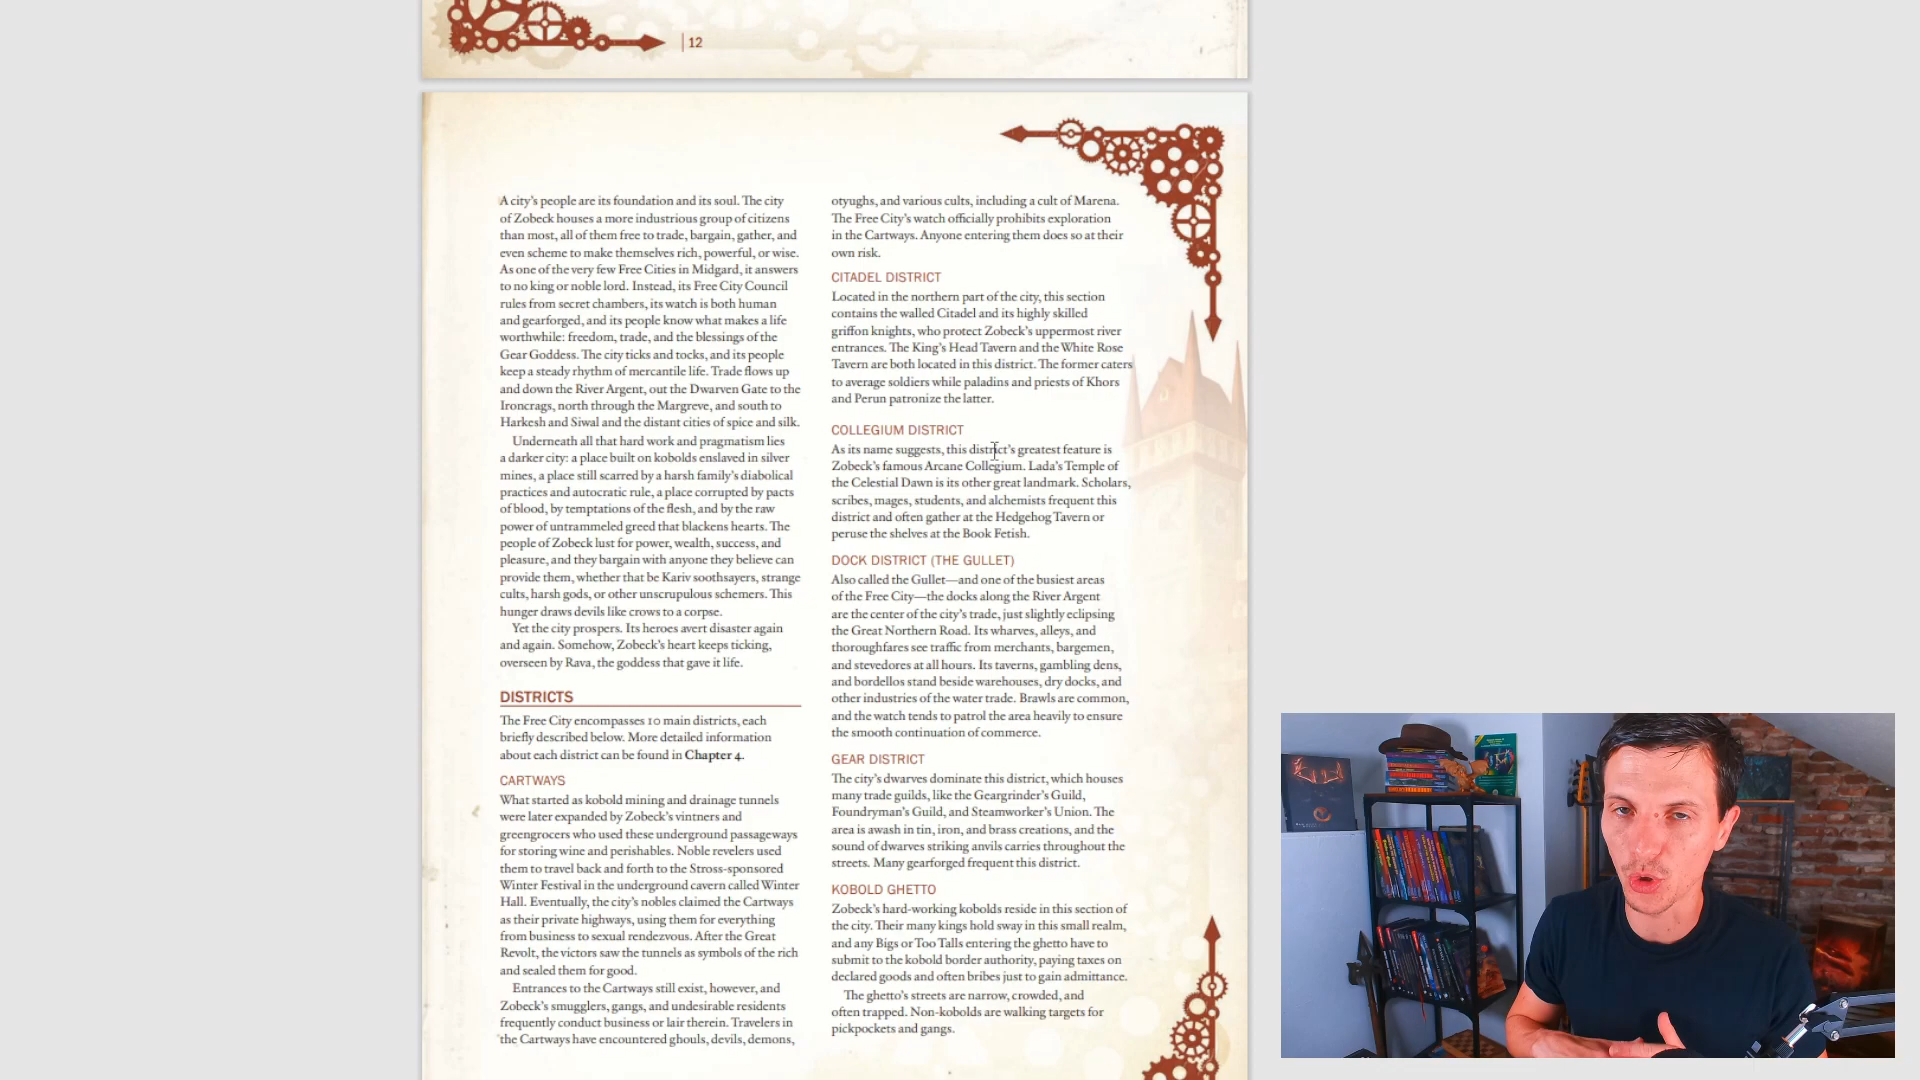 12
A city's people are its foundation and its soul. The city
of Zobeck houses a more industrious group of citizens
than most, all of them free to trade, bargain, gather, and
even scheme to make themselves rich, powerful, or wise.
As one of the very few Free Cities in Midgard, it answers
to no king or noble lord. Instead, its Free City Council
rules from secret chambers, its watch is both human
and gearforged, and its people know what makes a life
worthwhile: freedom, trade, and the blessings of the
Gear Goddess. The city ticks and tocks, and its people
keep a steady rhythm of mercantile life. Trade flows up
and down the River Argent, out the Dwarven Gate to the
Ironcrags, north through the Margreve, and south to
Harkesh and Siwal and the distant cities of spice and silk.
Underneath all that hard work and pragmatism lies
a darker city: a place built on kobolds enslaved in silver
mines, a place still scarred by a harsh family's diabolical
practices and autocratic rule, a place corrupted by pacts
of blood, by temptations of the flesh, and by the raw
power of untrammeled greed that blackens hearts. The
people of Zobeck lust for power, wealth, success, and
pleasure, and they bargain with anyone they believe can
provide them, whether that be Kariv soothsayers, strange
cults, harsh gods, or other unscrupulous schemers. This
hunger draws devils like crows to a corpse.
Yet the city prospers. Its heroes avert disaster again
and again. Somehow, Zobeck's heart keeps ticking,
overseen by Rava, the goddess that gave it life.
DISTRICTS
The Free City encompasses 10 main districts, each
briefly described below. More detailed information
about each district can be found in Chapter 4.
CARTWAYS
What started as kobold mining and drainage tunnels
were later expanded by Zobeck's vintners and
greengrocers who used these underground passageways
for storing wine and perishables. Noble revelers used
them to travel back and forth to the Stross-sponsored
Winter Festival in the underground cavern called Winter
Hall. Eventually, the city's nobles claimed the Cartways
as their private highways, using them for everything
from business to sexual rendezvous. After the Great
Revolt, the victors saw the tunnels as symbols of the rich
and sealed them for good.
Entrances to the Cartways still exist, however, and
Zobeck's smugglers, gangs, and undesirable residents
frequently conduct business or lair therein. Travelers in
the Cartways have encountered ghouls, devils, demons,
otyughs, and various cults, including a cult of Marena.
The Free City's watch officially prohibits exploration
in the Cartways. Anyone entering them does so at their
own risk.
CITADEL DISTRICT
Located in the northern part of the city, this section
contains the walled Citadel and its highly skilled
griffon knights, who protect Zobeck's uppermost river
entrances. The King's Head Tavern and the White Rose
Tavern are both located in this district. The former caters
to average soldiers while paladins and priests of Khors
and Perun patronize the latter.
COLLEGIUM DISTRICT
As its name suggests, this district's greatest feature is
Zobeck's famous Arcane Collegium. Lada's Temple of
the Celestial Dawn is its other great landmark. Scholars,
scribes, mages, students, and alchemists frequent this
district and often gather at the Hedgehog Tavern or
peruse the shelves at the Book Fetish.
DOCK DISTRICT (THE GULLET)
Also called the Gullet—and one of the busiest areas
of the Free City—the docks along the River Argent
are the center of the city's trade, just slightly eclipsing
the Great Northern Road. Its wharves, alleys, and
thoroughfares see traffic from merchants, bargemen,
and stevedores at all hours. Its taverns, gambling dens,
and bordellos stand beside warehouses, dry docks, and
other industries of the water trade. Brawls are common,
and the watch tends to patrol the area heavily to ensure
the smooth continuation of commerce.
GEAR DISTRICT
The city's dwarves dominate this district, which houses
many trade guilds, like the Geargrinder's Guild,
Foundryman's Guild, and Steamworker's Union. The
area is awash in tin, iron, and brass creations, and the
sound of dwarves striking anvils carries throughout the
streets. Many gearforged frequent this district.
KOBOLD GHETTO
Zobeck's hard-working kobolds reside in this section of
the city. Their many kings hold sway in this small realm,
and any Bigs or Too Talls entering the ghetto have to
submit to the kobold border authority, paying taxes on
declared goods and often bribes just to gain admittance.
The ghetto's streets are narrow, crowded, and
often trapped. Non-kobolds are walking targets for
pickpockets and gangs.